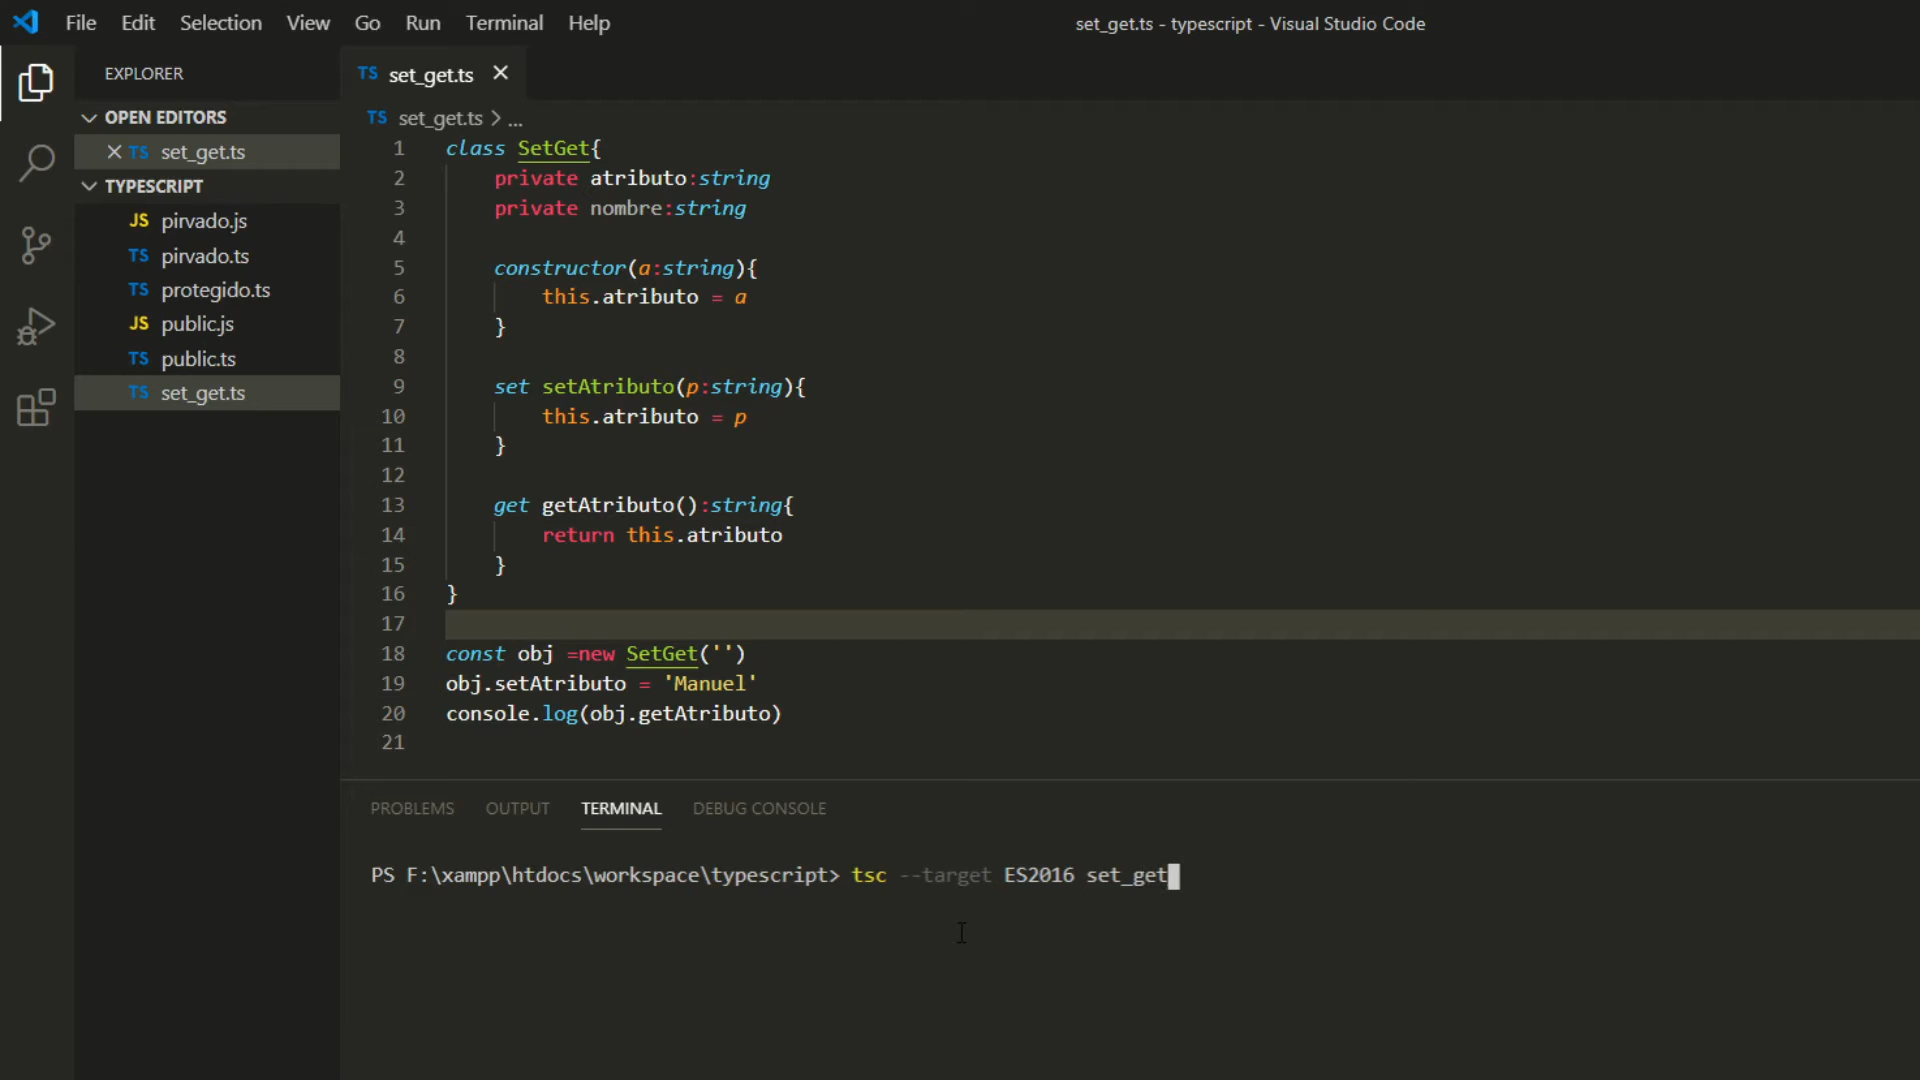 File Edit Selection View Go Run Terminal Help
set_get.ts - typescript - Visual Studio Code
EXPLORER
OPEN EDITORS
TS set_get.ts
TYPESCRIPT
JS pirvado.js
TS pirvado.ts
TS protegido.ts
JS public.js
TS public.ts
TS set_get.ts
TS set_get.ts
TS set_get.ts > ...
1 class SetGet{
2 private atributo:string
3 private nombre:string
4
5 constructor(a:string){
6 this.atributo = a
7 }
8
9 set setAtributo(p:string){
10 this.atributo = p
11 }
12
13 get getAtributo():string{
14 return this.atributo
15 }
16 }
17
18 const obj =new SetGet('')
19 obj.setAtributo = 'Manuel'
20 console.log(obj.getAtributo)
21
PROBLEMS OUTPUT TERMINAL DEBUG CONSOLE
PS F:\xampp\htdocs\workspace\typescript> tsc --target ES2016 set_get